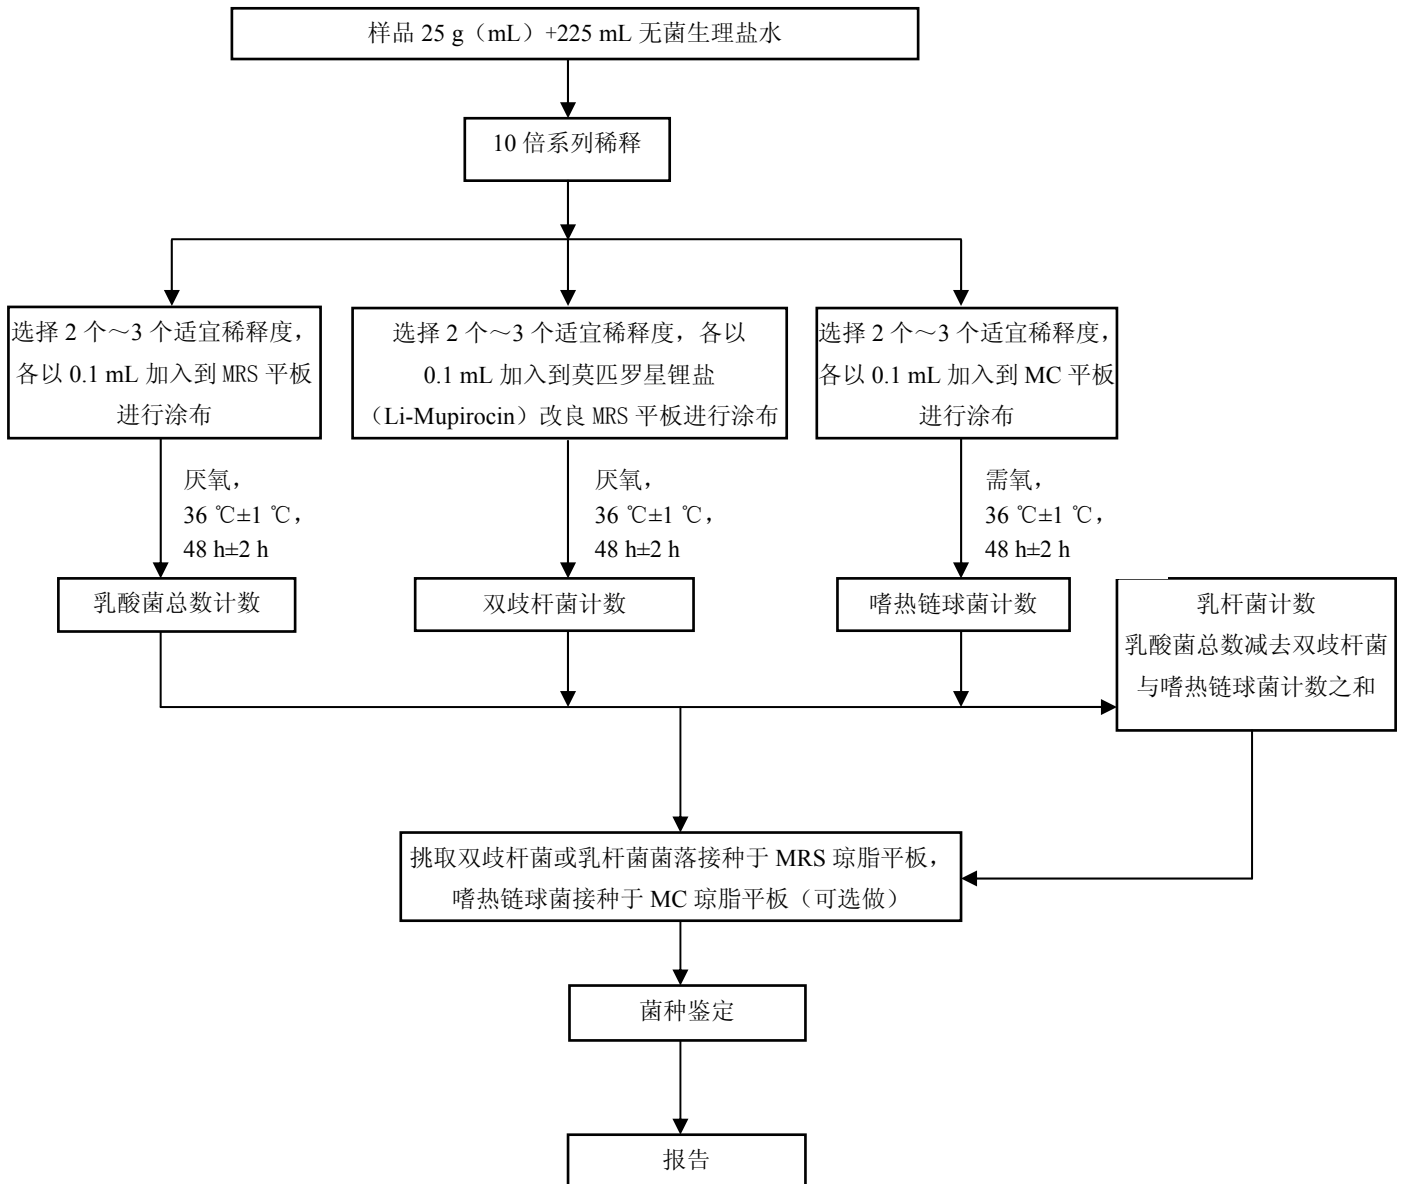 样品 25 g（mL）+225 mL 无菌生理盐水
10 倍系列稀释
选择 2 个～3 个适宜稀释度，
各以 0.1 mL 加入到 MRS 平板
进行涂布
选择 2 个～3 个适宜稀释度，各以
0.1 mL 加入到莫匹罗星锂盐
（Li-Mupirocin）改良 MRS 平板进行涂布
选择 2 个～3 个适宜稀释度，
各以 0.1 mL 加入到 MC 平板
进行涂布
厌氧，
36 ℃±1 ℃，
48 h±2 h
厌氧，
36 ℃±1 ℃，
48 h±2 h
需氧，
36 ℃±1 ℃，
48 h±2 h
乳酸菌总数计数
双歧杆菌计数
嗜热链球菌计数
乳杆菌计数
乳酸菌总数减去双歧杆菌
与嗜热链球菌计数之和
挑取双歧杆菌或乳杆菌菌落接种于 MRS 琼脂平板，
嗜热链球菌接种于 MC 琼脂平板（可选做）
菌种鉴定
报告